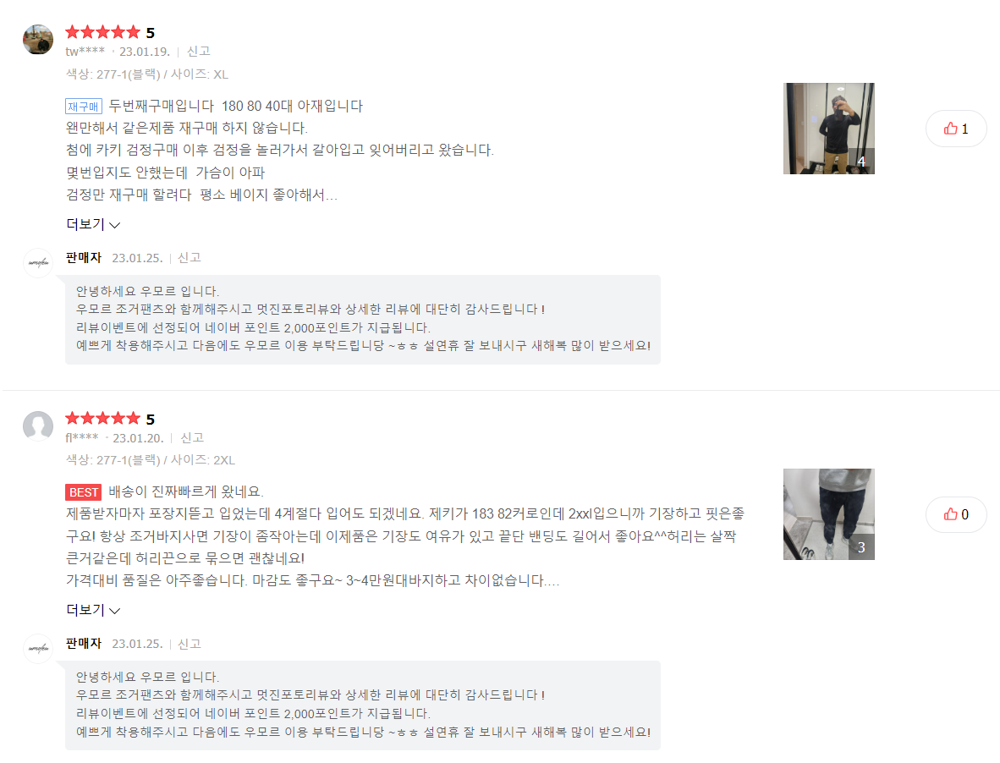 5
tw**** · 23.01.19. | 신고
색상: 277-1(블랙) / 사이즈: XL
재구매 두번째구매입니다 180 80 40대 아재입니다
왠만해서 같은제품 재구매 하지 않습니다.
첨에 카키 검정구매 이후 검정을 놀러가서 갈아입고 잊어버리고 왔습니다.
몇번입지도 안했는데 가슴이 아파
검정만 재구매 할려다 평소 베이지 좋아해서...
4
1
더보기
umoru
판매자 23.01.25. | 신고
안녕하세요 우모르 입니다.
우모르 조거팬츠와 함께해주시고 멋진포토리뷰와 상세한 리뷰에 대단히 감사드립니다 !
리뷰이벤트에 선정되어 네이버 포인트 2,000포인트가 지급됩니다.
예쁘게 착용해주시고 다음에도 우모르 이용 부탁드립니당 ~ㅎㅎ 설연휴 잘 보내시구 새해복 많이 받으세요!
5
fl**** · 23.01.20. | 신고
색상: 277-1(블랙) / 사이즈: 2XL
BEST 배송이 진짜빠르게 왔네요.
제품받자마자 포장지뜯고 입었는데 4계절다 입어도 되겠네요. 제키가 183 82커로인데 2xxl입으니까 기장하고 핏은좋
구요! 항상 조거바지사면 기장이 좀작아는데 이제품은 기장도 여유가 있고 끝단 밴딩도 길어서 좋아요^^허리는 살짝
큰거같은데 허리끈으로 묶으면 괜찮네요!
가격대비 품질은 아주좋습니다. 마감도 좋구요~ 3~4만원대바지하고 차이없습니다....
3
0
더보기
umoru
판매자 23.01.25. | 신고
안녕하세요 우모르 입니다.
우모르 조거팬츠와 함께해주시고 멋진포토리뷰와 상세한 리뷰에 대단히 감사드립니다 !
리뷰이벤트에 선정되어 네이버 포인트 2,000포인트가 지급됩니다.
예쁘게 착용해주시고 다음에도 우모르 이용 부탁드립니당 ~ㅎㅎ 설연휴 잘 보내시구 새해복 많이 받으세요!